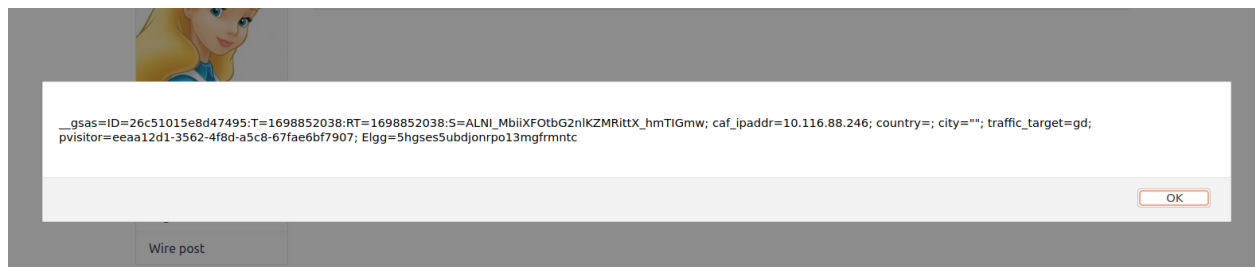 __gsas=ID=26c51015e8d47495:T=1698852038:RT=1698852038:S=ALNI_MbiiXFOtbG2nlKZMRittX_hmTIGmw; caf_ipaddr=10.116.88.246; country=; city=""; traffic_target=gd;
pvisitor=eeaa12d1-3562-4f8d-a5c8-67fae6bf7907; Elgg=5hgses5ubdjonrpo13mgfrmntc
OK
Wire post